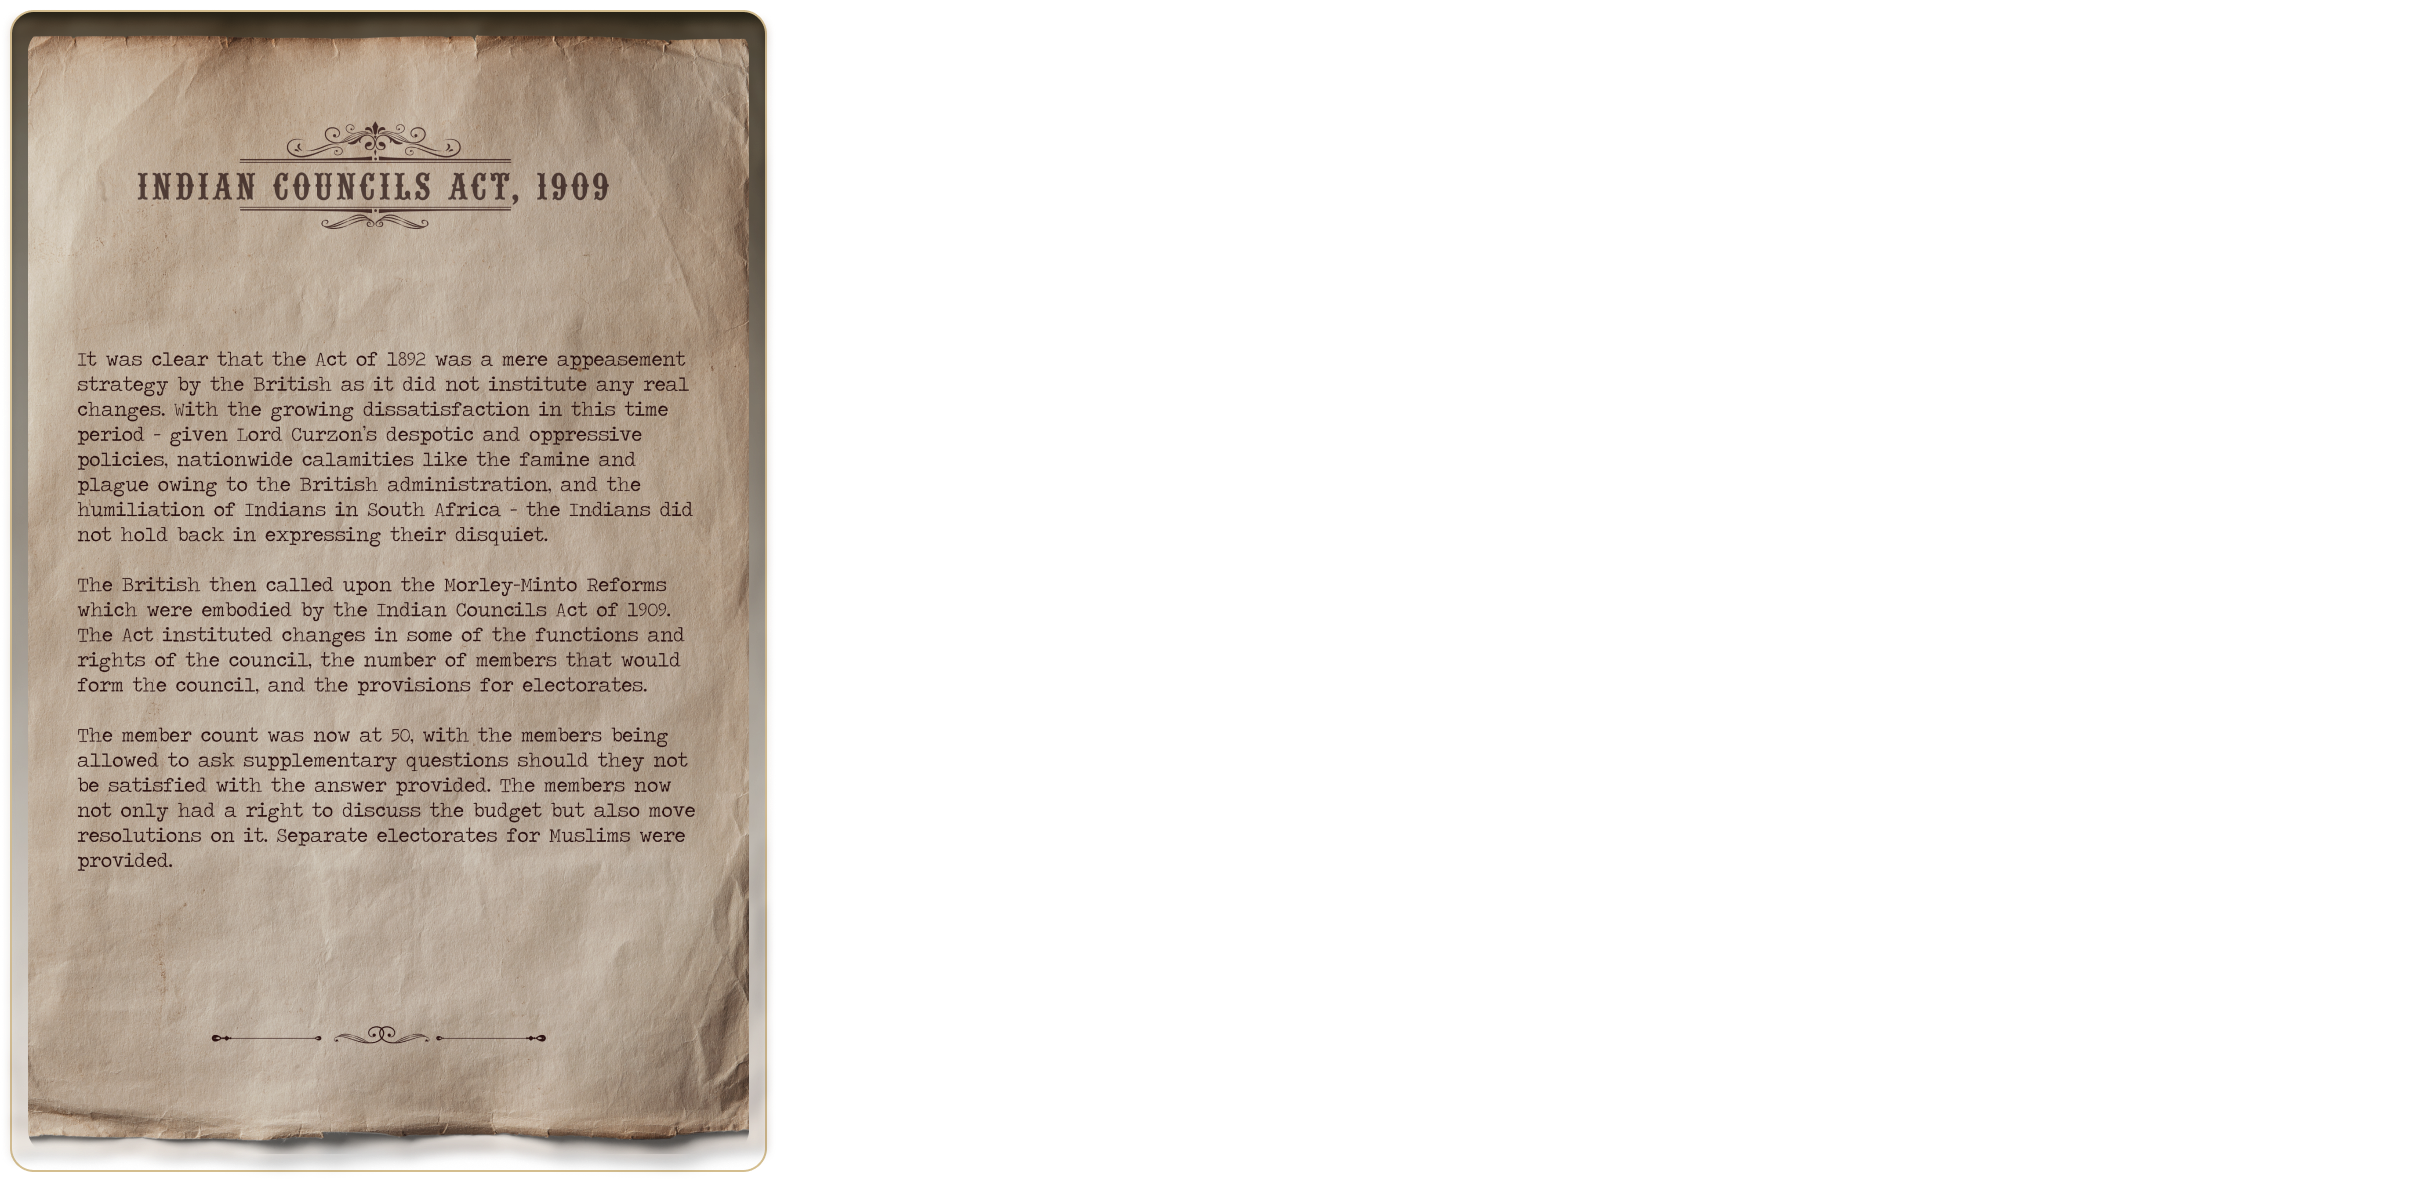 INDIAN COUNCILS ACT, 1909
It was clear that the Act of 1892 was a mere appeasement
strategy by the British as it did not institute any real
changes. With the growing dissatisfaction in this time
period - given Lord Curzon's despotic and oppressive
policies, nationwide calamities like the famine and
plague owing to the British administration, and the
humiliation of Indians in South Africa - the Indians did
not hold back in expressing their disquiet.
The British then called upon the Morley-Minto Reforms
which were embodied by the Indian Councils Act of 1909.
The Act instituted changes in some of the functions and
rights of the council, the number of members that would
form the council, and the provisions for electorates.
The member count was now at 50, with the members being
allowed to ask supplementary questions should they not
be satisfied with the answer provided. The members now
not only had a right to discuss the budget but also move
resolutions on it. Separate electorates for Muslims were
provided.